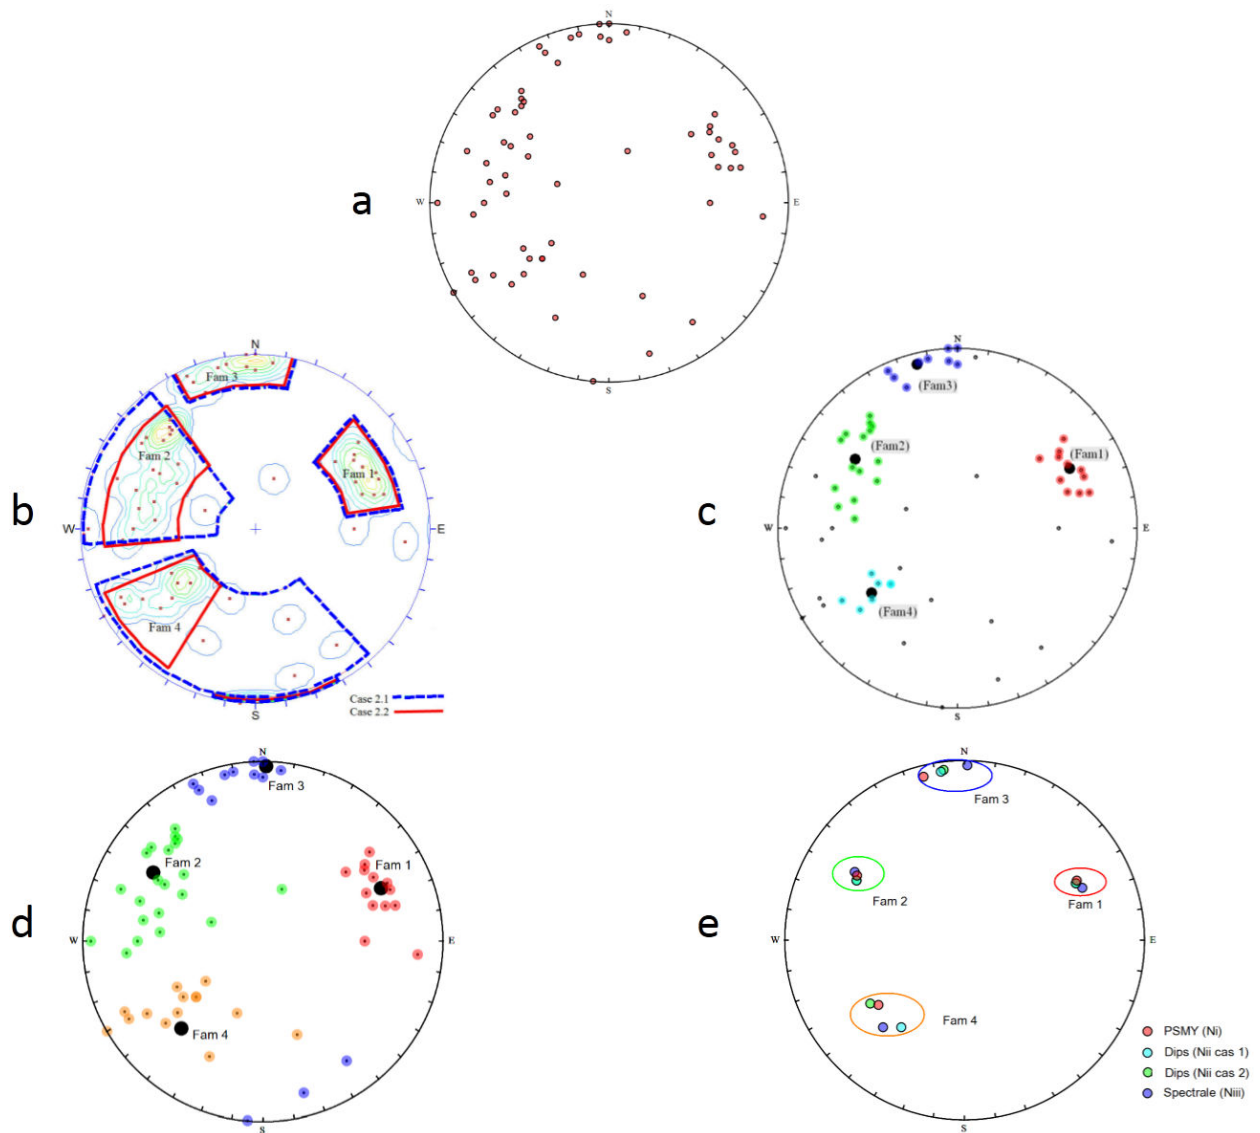 N
a
W
E
S
N
Fam 3
Fam 2
Fam 1
b
W
E
Fam 4
Case 2.1
Case 2.2
S
N
(Fam3)
(Fam2)
(Fam1)
c
W
E
(Fam4)
S
N
Fam 3
Fam 2
Fam 1
d
W
E
Fam 4
S
N
Fam 3
Fam 2
Fam 1
e
W
E
Fam 4
S
PSMY (Ni)
Dips (Nii cas 1)
Dips (Nii cas 2)
Spectrale (Niii)